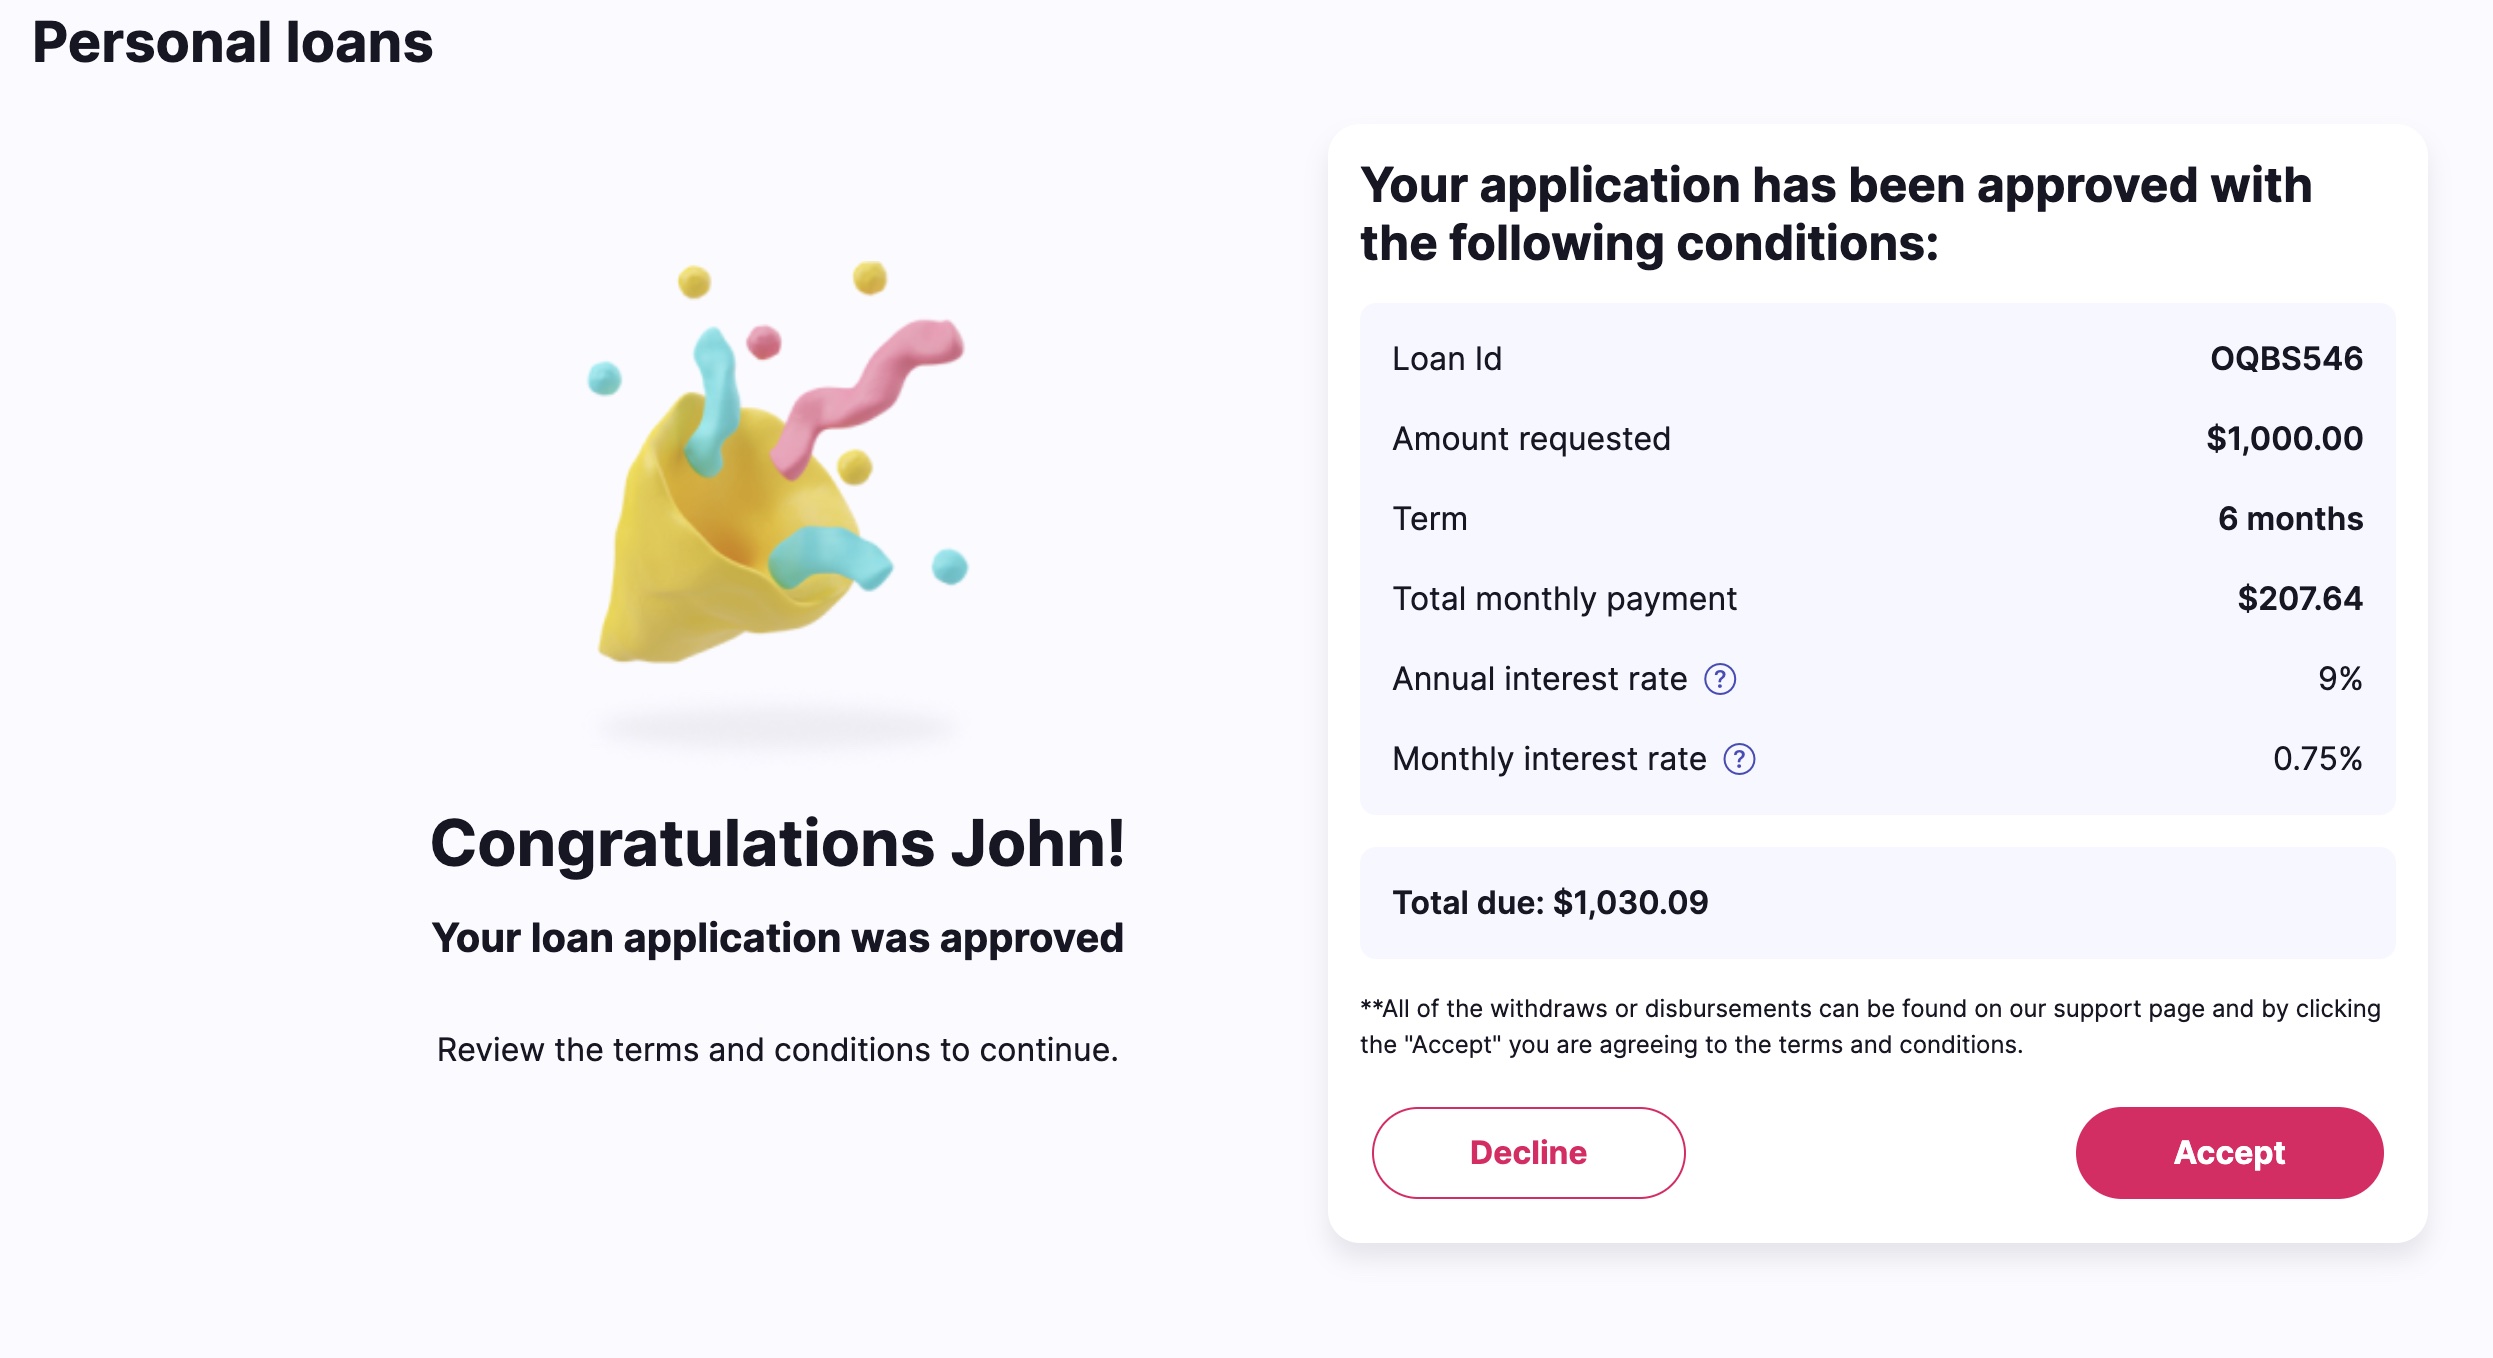 Personal loans
Congratulations John!
Your loan application was approved
Review the terms and conditions to continue.
Your application has been approved with
the following conditions:
Loan Id OQBS546
Amount requested $1,000.00
Term 6 months
Total monthly payment $207.64
Annual interest rate ? 9%
Monthly interest rate ? 0.75%
Total due: $1,030.09
**All of the withdraws or disbursements can be found on our support page and by clicking
the "Accept" you are agreeing to the terms and conditions.
Decline Accept